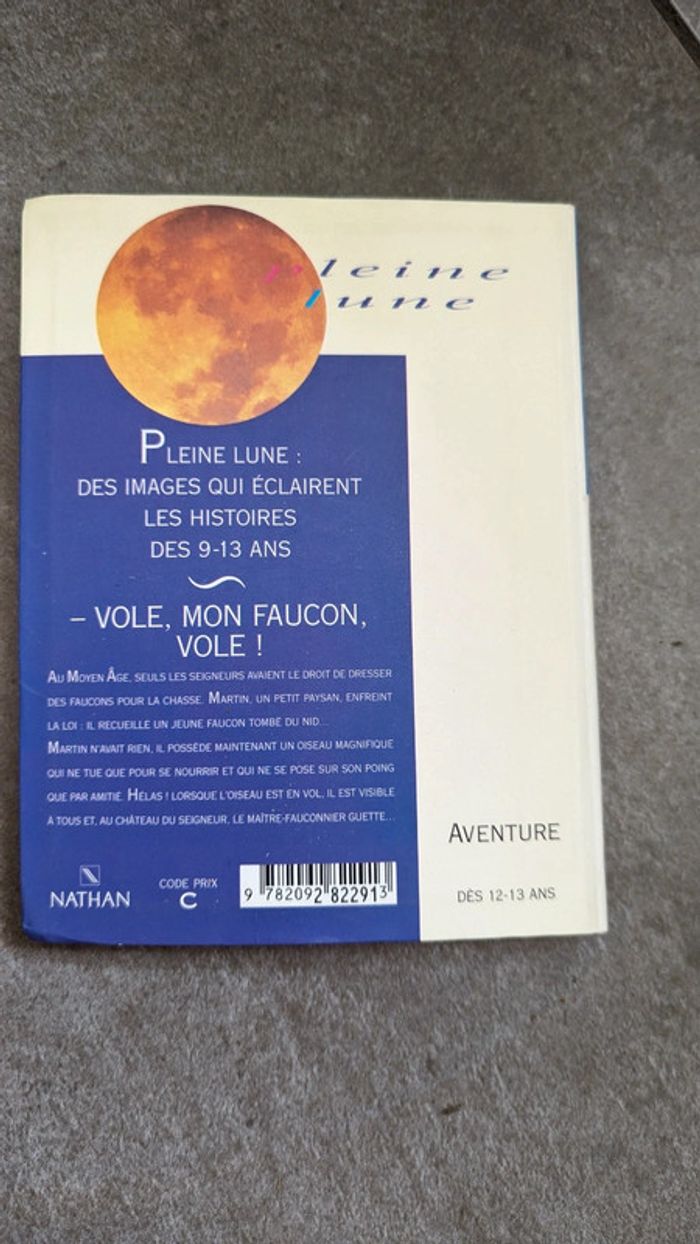 pleine
lune
PLEINE LUNE :
DES IMAGES QUI ÉCLAIRENT
LES HISTOIRES
DES 9-13 ANS
– VOLE, MON FAUCON,
VOLE !
AU MOYEN ÂGE, SEULS LES SEIGNEURS AVAIENT LE DROIT DE DRESSER
DES FAUCONS POUR LA CHASSE. MARTIN, UN PETIT PAYSAN, ENFREINT
LA LOI : IL RECUEILLE UN JEUNE FAUCON TOMBÉ DU NID...
MARTIN N'AVAIT RIEN, IL POSSÈDE MAINTENANT UN OISEAU MAGNIFIQUE
QUI NE TUE QUE POUR SE NOURRIR ET QUI NE SE POSE SUR SON POING
QUE PAR AMITIÉ. HÉLAS ! LORSQUE L'OISEAU EST EN VOL, IL EST VISIBLE
À TOUS ET, AU CHÂTEAU DU SEIGNEUR, LE MAÎTRE-FAUCONNIER GUETTE...
AVENTURE
DÈS 12-13 ANS
NATHAN
CODE PRIX
C
9 782092 822913